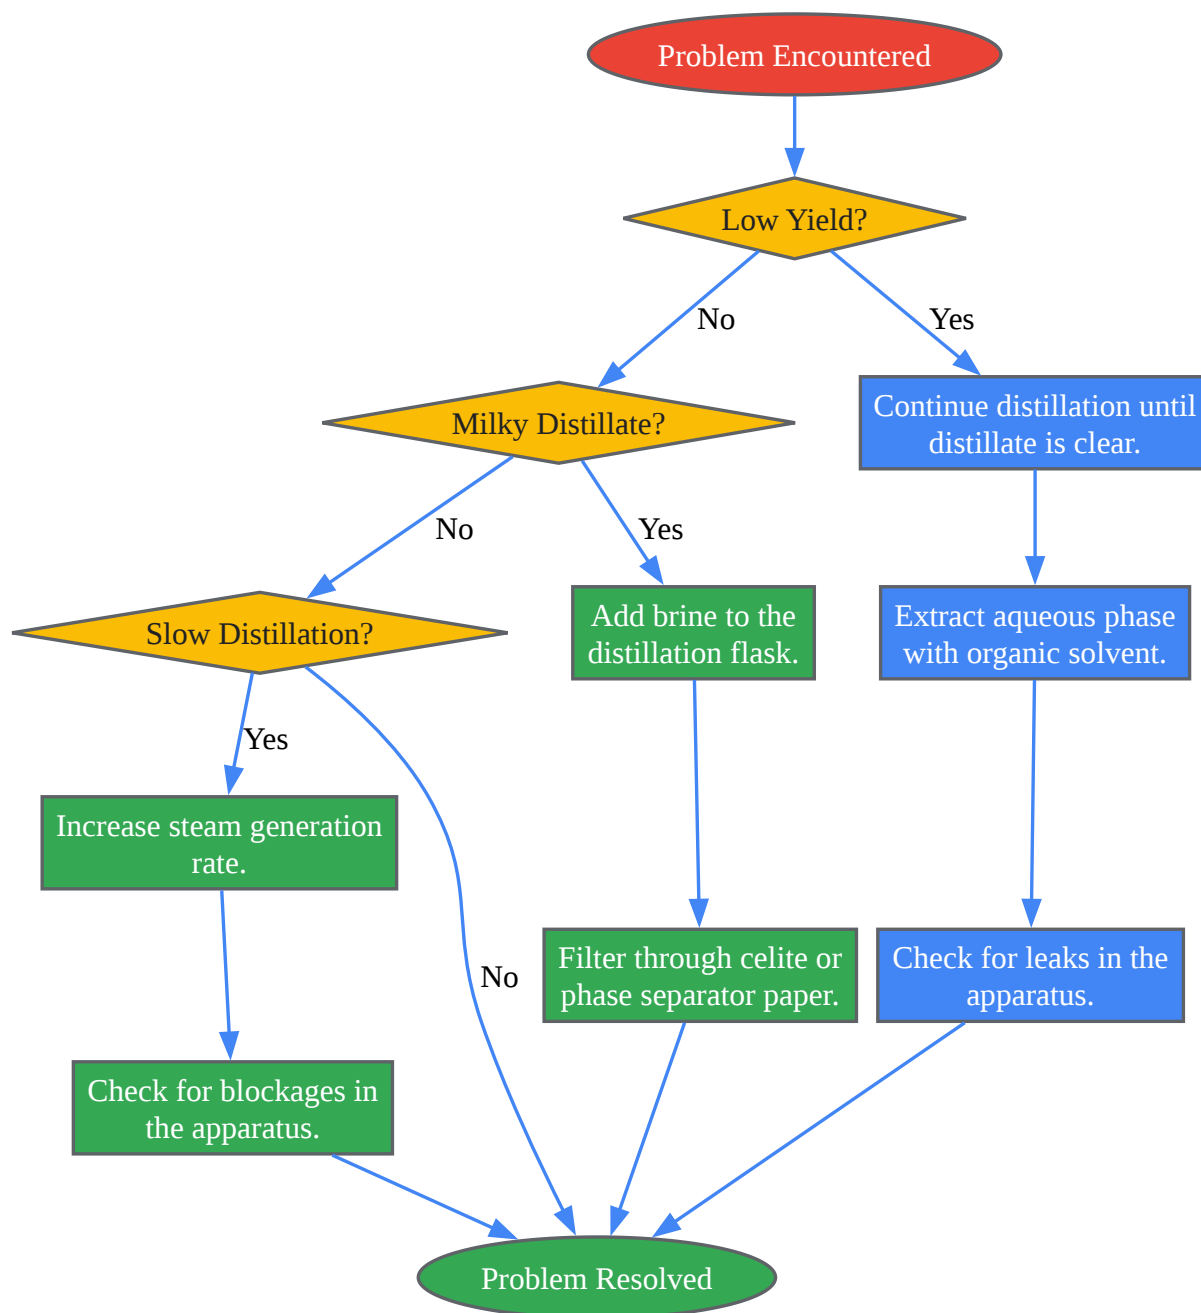 Problem Encountered
Low Yield?
No
Yes
Milky Distillate?
Continue distillation until
distillate is clear.
No
Yes
Slow Distillation?
Add brine to the
distillation flask.
Extract aqueous phase
with organic solvent.
Yes
Increase steam generation
rate.
No
Filter through celite or
phase separator paper.
Check for leaks in the
apparatus.
Check for blockages in
the apparatus.
Problem Resolved